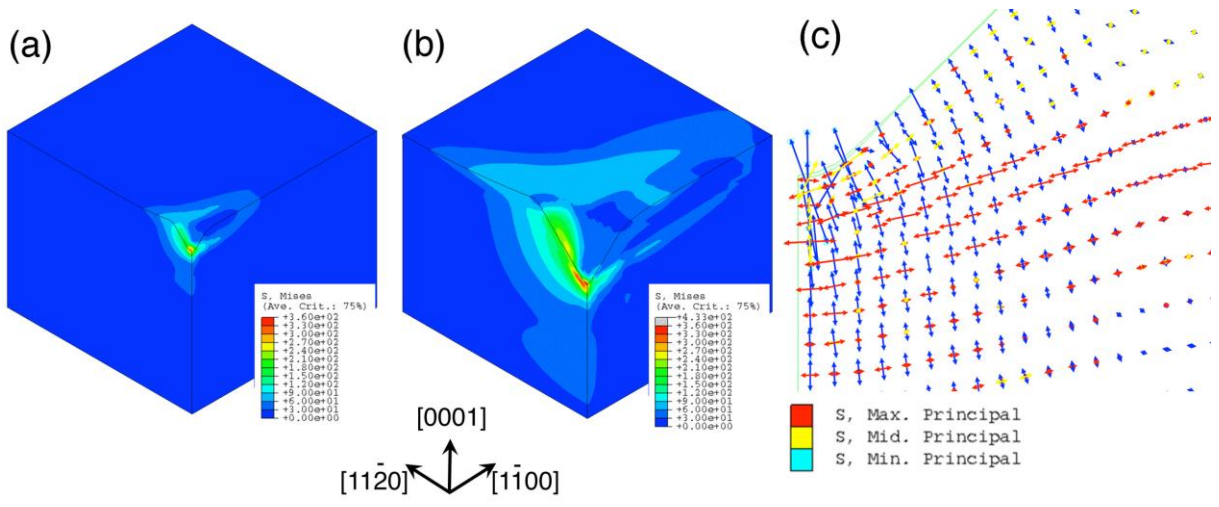 (a)
(b)
(c)
S, Mises
(Ave. Crit.: 75%)
+3.60e+02
+3.30e+02
+3.00e+02
+2.70e+02
+2.40e+02
+2.10e+02
+1.80e+02
+1.50e+02
+1.20e+02
+9.00e+01
+6.00e+01
+3.00e+01
+0.00e+00
S, Mises
(Ave. Crit.: 75%)
+4.33e+02
+3.60e+02
+3.30e+02
+3.00e+02
+2.70e+02
+2.40e+02
+2.10e+02
+1.80e+02
+1.50e+02
+1.20e+02
+9.00e+01
+6.00e+01
+3.00e+01
+0.00e+00
[0001]
[112̄0]
[11̄00]
S, Max. Principal
S, Mid. Principal
S, Min. Principal